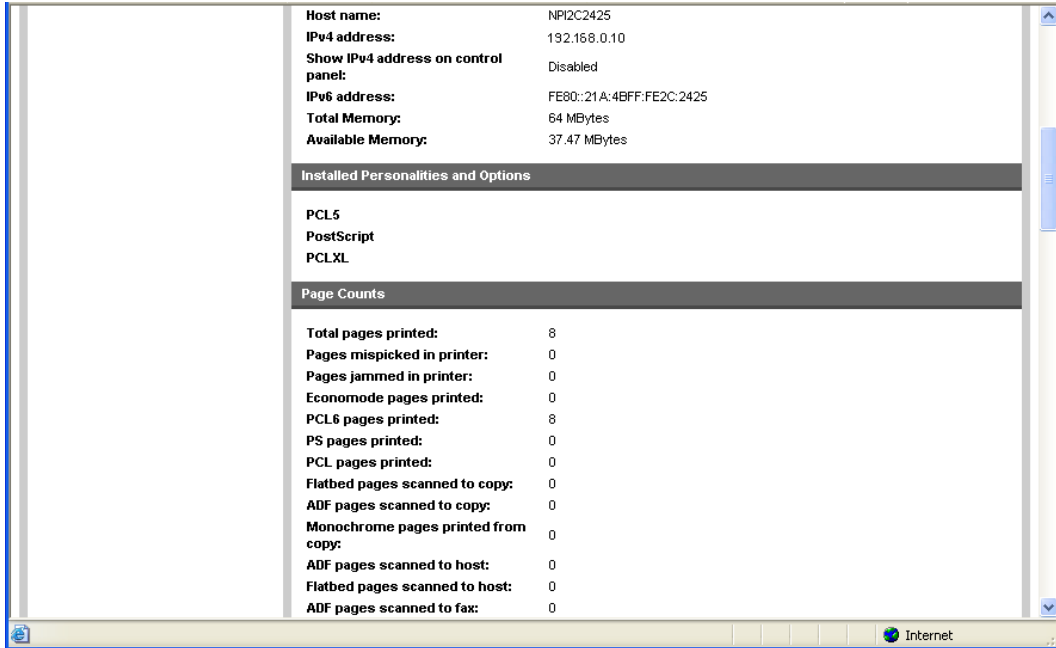 Host name: NPI2C2425
IPv4 address: 192.168.0.10
Show IPv4 address on control
panel: Disabled
IPv6 address: FE80::21A:4BFF:FE2C:2425
Total Memory: 64 MBytes
Available Memory: 37.47 MBytes
Installed Personalities and Options
PCL5
PostScript
PCLXL
Page Counts
Total pages printed: 8
Pages mispicked in printer: 0
Pages jammed in printer: 0
Economode pages printed: 0
PCL6 pages printed: 8
PS pages printed: 0
PCL pages printed: 0
Flatbed pages scanned to copy: 0
ADF pages scanned to copy: 0
Monochrome pages printed from
copy: 0
ADF pages scanned to host: 0
Flatbed pages scanned to host: 0
ADF pages scanned to fax: 0
Internet